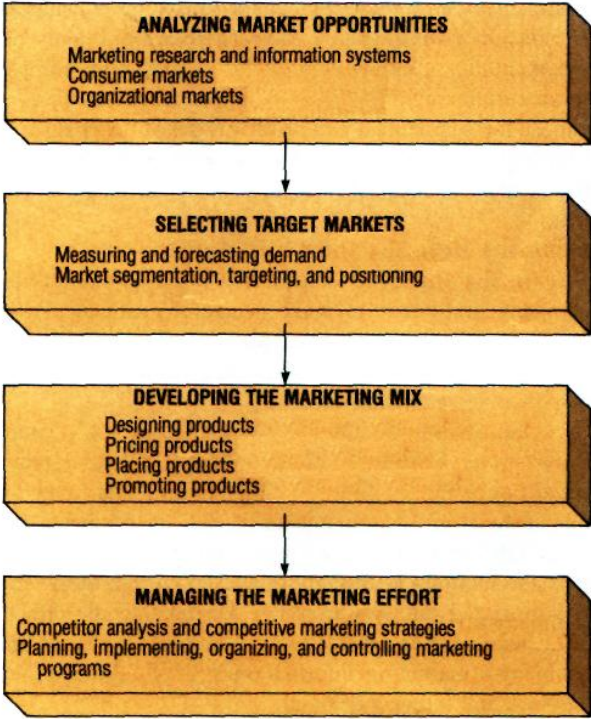 ANALYZING MARKET OPPORTUNITIES
Marketing research and information systems
Consumer markets
Organizational markets
SELECTING TARGET MARKETS
Measuring and forecasting demand
Market segmentation, targeting, and positioning
DEVELOPING THE MARKETING MIX
Designing products
Pricing products
Placing products
Promoting products
MANAGING THE MARKETING EFFORT
Competitor analysis and competitive marketing strategies
Planning, implementing, organizing, and controlling marketing
programs